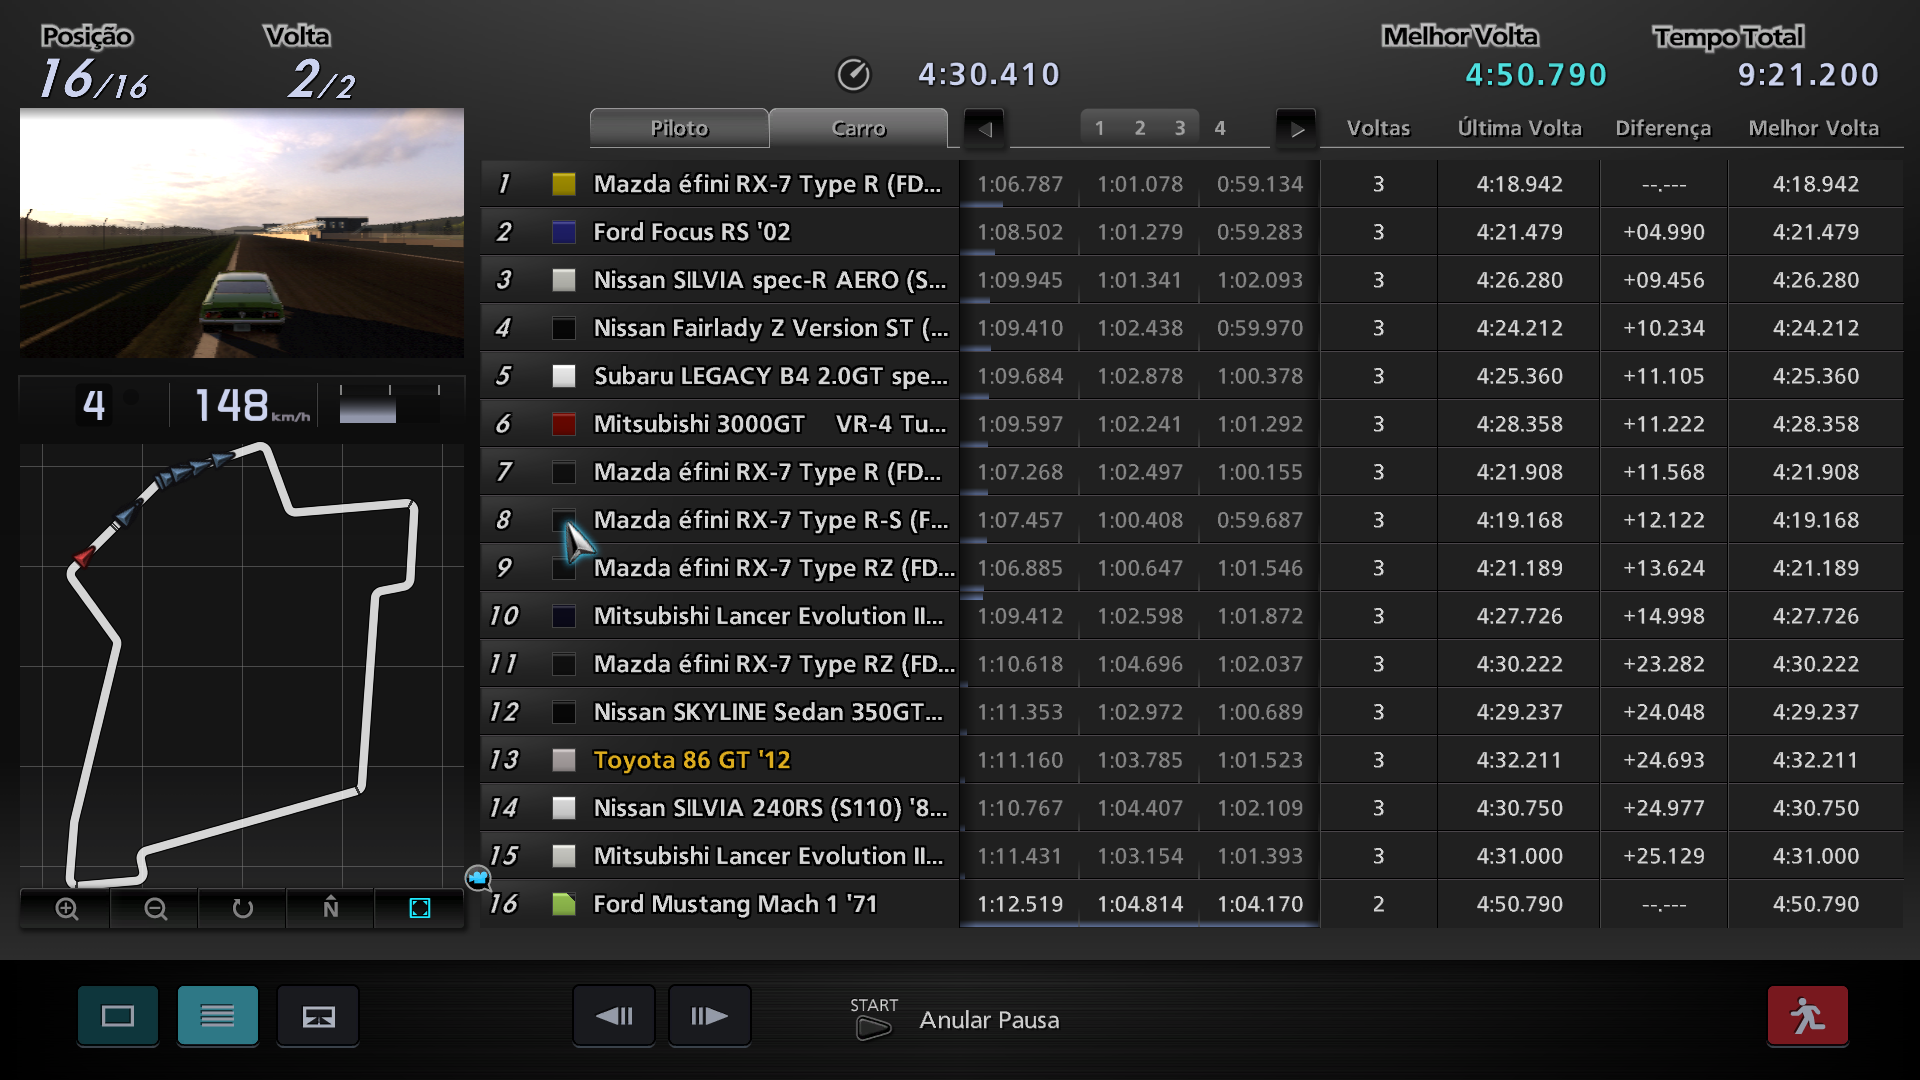 Posição Volta Melhor Volta Tempo Total
16/16 2/2 4:30.410 4:50.790 9:21.200
Piloto Carro 1 2 3 4 Voltas Última Volta Diferença Melhor Volta
1 Mazda éfini RX-7 Type R (FD... 1:06.787 1:01.078 0:59.134 3 4:18.942 --.--- 4:18.942
2 Ford Focus RS '02 1:08.502 1:01.279 0:59.283 3 4:21.479 +04.990 4:21.479
3 Nissan SILVIA spec-R AERO (S... 1:09.945 1:01.341 1:02.093 3 4:26.280 +09.456 4:26.280
4 Nissan Fairlady Z Version ST (... 1:09.410 1:02.438 0:59.970 3 4:24.212 +10.234 4:24.212
5 Subaru LEGACY B4 2.0GT spe... 1:09.684 1:02.878 1:00.378 3 4:25.360 +11.105 4:25.360
6 Mitsubishi 3000GT VR-4 Tu... 1:09.597 1:02.241 1:01.292 3 4:28.358 +11.222 4:28.358
7 Mazda éfini RX-7 Type R (FD... 1:07.268 1:02.497 1:00.155 3 4:21.908 +11.568 4:21.908
8 Mazda éfini RX-7 Type R-S (F... 1:07.457 1:00.408 0:59.687 3 4:19.168 +12.122 4:19.168
9 Mazda éfini RX-7 Type RZ (FD... 1:06.885 1:00.647 1:01.546 3 4:21.189 +13.624 4:21.189
10 Mitsubishi Lancer Evolution II... 1:09.412 1:02.598 1:01.872 3 4:27.726 +14.998 4:27.726
11 Mazda éfini RX-7 Type RZ (FD... 1:10.618 1:04.696 1:02.037 3 4:30.222 +23.282 4:30.222
12 Nissan SKYLINE Sedan 350GT... 1:11.353 1:02.972 1:00.689 3 4:29.237 +24.048 4:29.237
13 Toyota 86 GT '12 1:11.160 1:03.785 1:01.523 3 4:32.211 +24.693 4:32.211
14 Nissan SILVIA 240RS (S110) '8... 1:10.767 1:04.407 1:02.109 3 4:30.750 +24.977 4:30.750
15 Mitsubishi Lancer Evolution II... 1:11.431 1:03.154 1:01.393 3 4:31.000 +25.129 4:31.000
16 Ford Mustang Mach 1 '71 1:12.519 1:04.814 1:04.170 2 4:50.790 --.--- 4:50.790
4 148 km/h
N
START
Anular Pausa